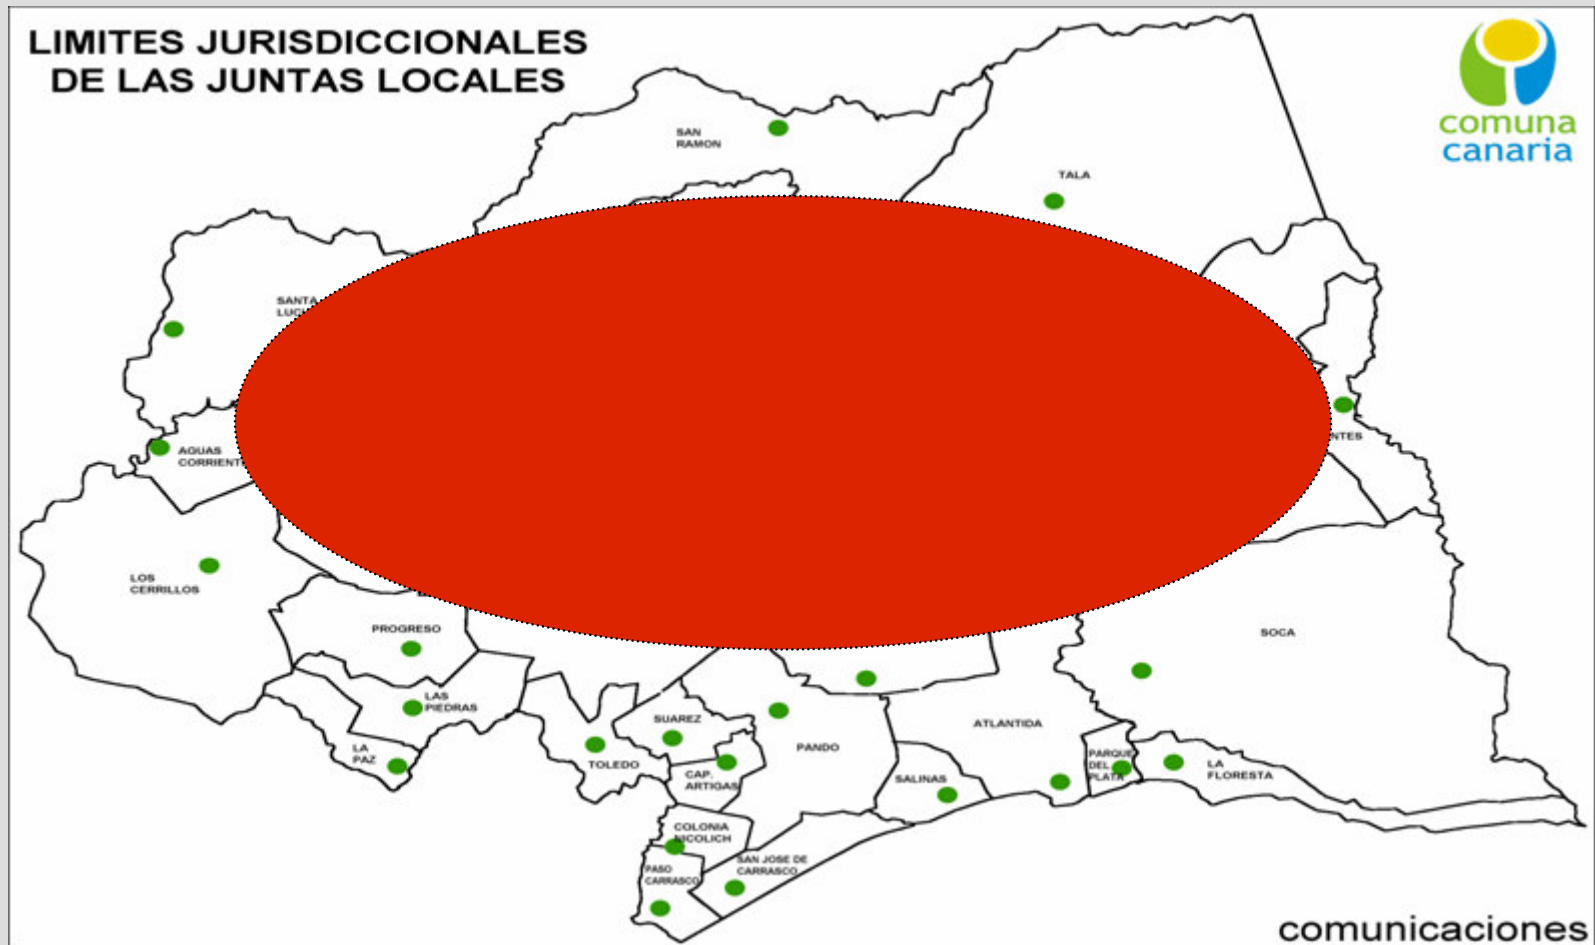 LIMITES JURISDICCIONALES
DE LAS JUNTAS LOCALES
comuna
canaria
SAN
RAMON
TALA
SANTA
AGUAS
LOS
CERRILLOS
PROGRESO
SOCA
LAS
PIEDRAS
SUAREZ
ATLANTIDA
LA
PAZ
TOLEDO
PANDO
PARQUE
DEL
PLATA
LA
FLORESTA
CAP.
ARTIGAS
SALINAS
COLONIA
NICOLICH
PASO
CARRASCO
SAN JOSE DE
CARRASCO
comunicaciones